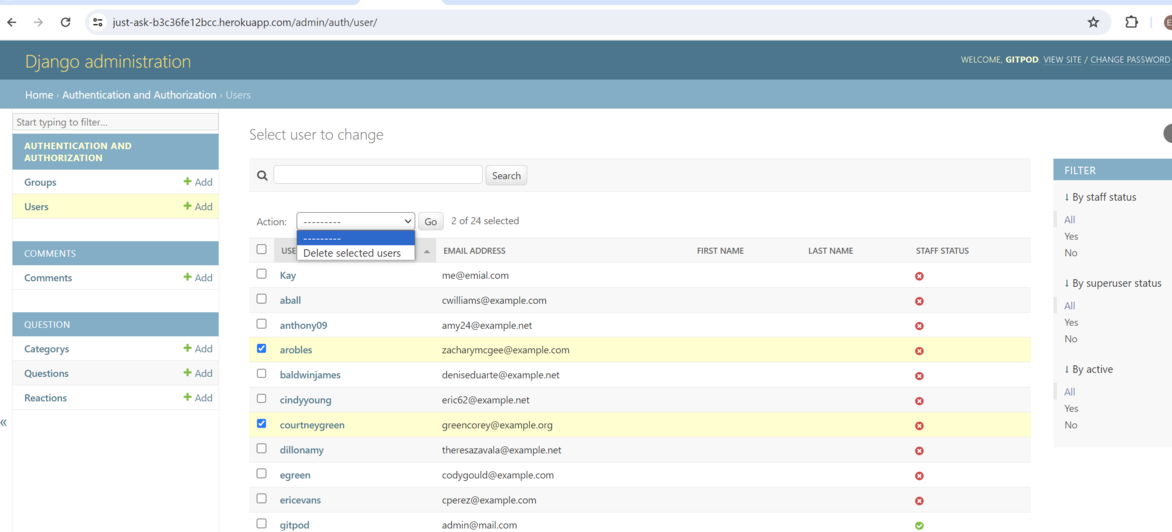 just-ask-b3c36fe12bcc.herokuapp.com/admin/auth/user/
Django administration
WELCOME, GITPOD. VIEW SITE / CHANGE PASSWORD
Home › Authentication and Authorization › Users
Start typing to filter...
AUTHENTICATION AND
AUTHORIZATION
Groups + Add
Users + Add
COMMENTS
Comments + Add
QUESTION
Categorys + Add
Questions + Add
Reactions + Add
«
Select user to change
Search
Action: --------- Go 2 of 24 selected
---------
Delete selected users
USE EMAIL ADDRESS FIRST NAME LAST NAME STAFF STATUS
Kay me@emial.com
aball cwilliams@example.com
anthony09 amy24@example.net
arobles zacharymcgee@example.com
baldwinjames deniseduarte@example.net
cindyyoung eric62@example.net
courtneygreen greencorey@example.org
dillonamy theresazavala@example.net
egreen codygould@example.com
ericevans cperez@example.com
gitpod admin@mail.com
FILTER
↓ By staff status
All
Yes
No
↓ By superuser status
All
Yes
No
↓ By active
All
Yes
No